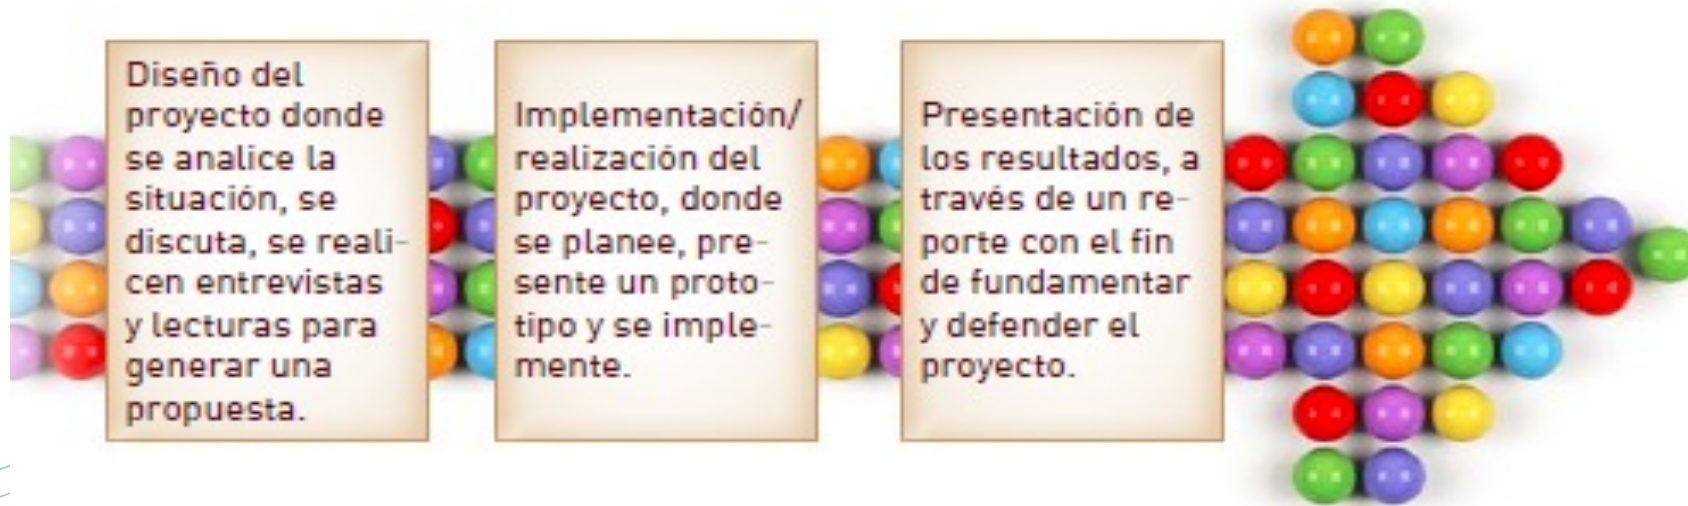 Diseño del
proyecto donde
se analice la
situación, se
discuta, se reali-
cen entrevistas
y lecturas para
generar una
propuesta.
Implementación/
realización del
proyecto, donde
se planee, pre-
sente un proto-
tipo y se imple-
mente.
Presentación de
los resultados, a
través de un re-
porte con el fin
de fundamentar
y defender el
proyecto.